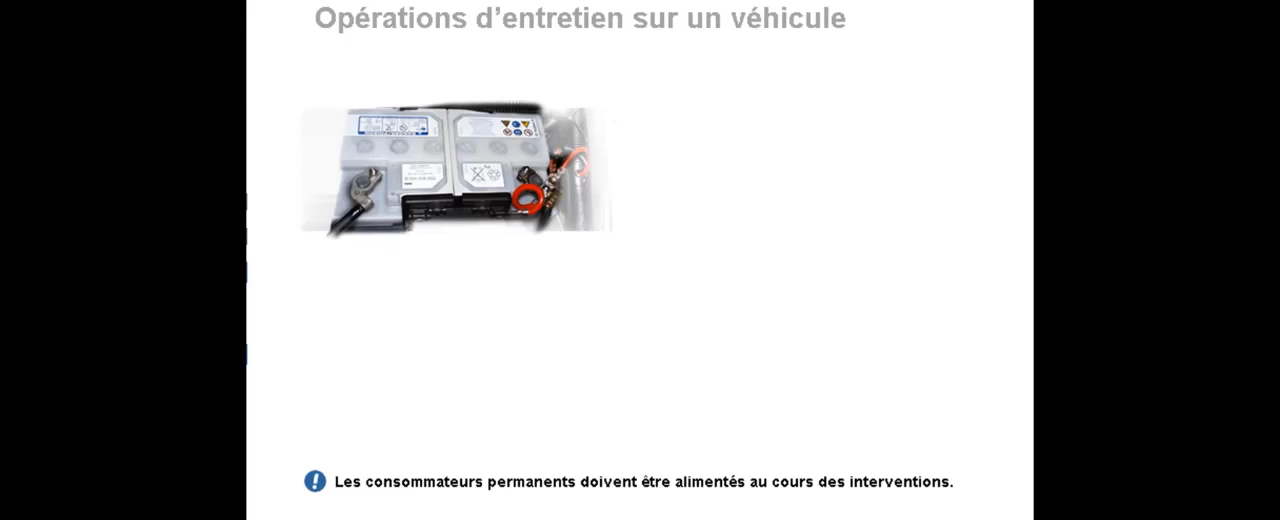 Opérations d’entretien sur un véhicule
Les consommateurs permanents doivent être alimentés au cours des interventions.